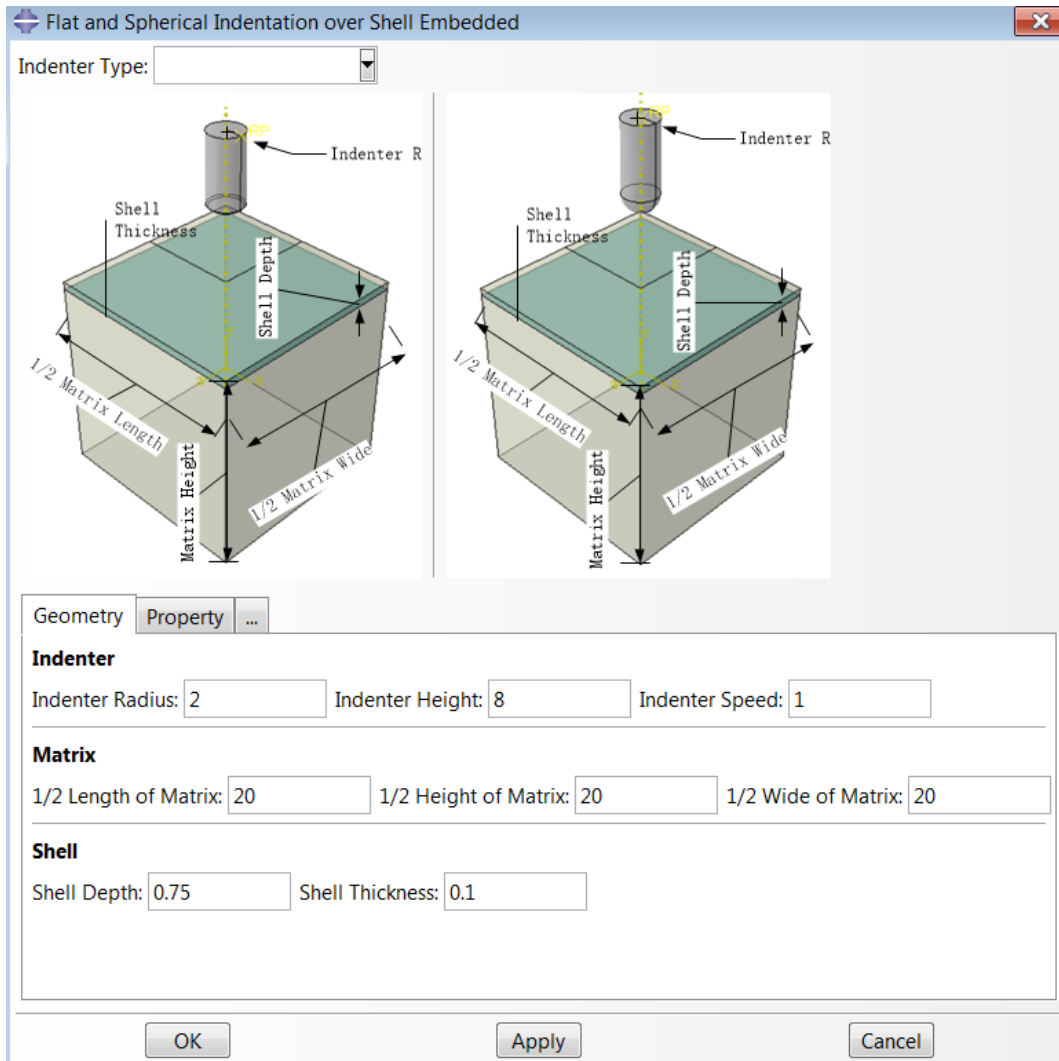 Flat and Spherical Indentation over Shell Embedded
Indenter Type:
RP
Indenter R
Shell
Thickness
Shell Depth
1/2 Matrix Length
Matrix Height
1/2 Matrix Wide
RP
Indenter R
Shell
Thickness
Shell Depth
1/2 Matrix Length
Matrix Height
1/2 Matrix Wide
Geometry Property ...
Indenter
Indenter Radius: 2 Indenter Height: 8 Indenter Speed: 1
Matrix
1/2 Length of Matrix: 20 1/2 Height of Matrix: 20 1/2 Wide of Matrix: 20
Shell
Shell Depth: 0.75 Shell Thickness: 0.1
OK Apply Cancel